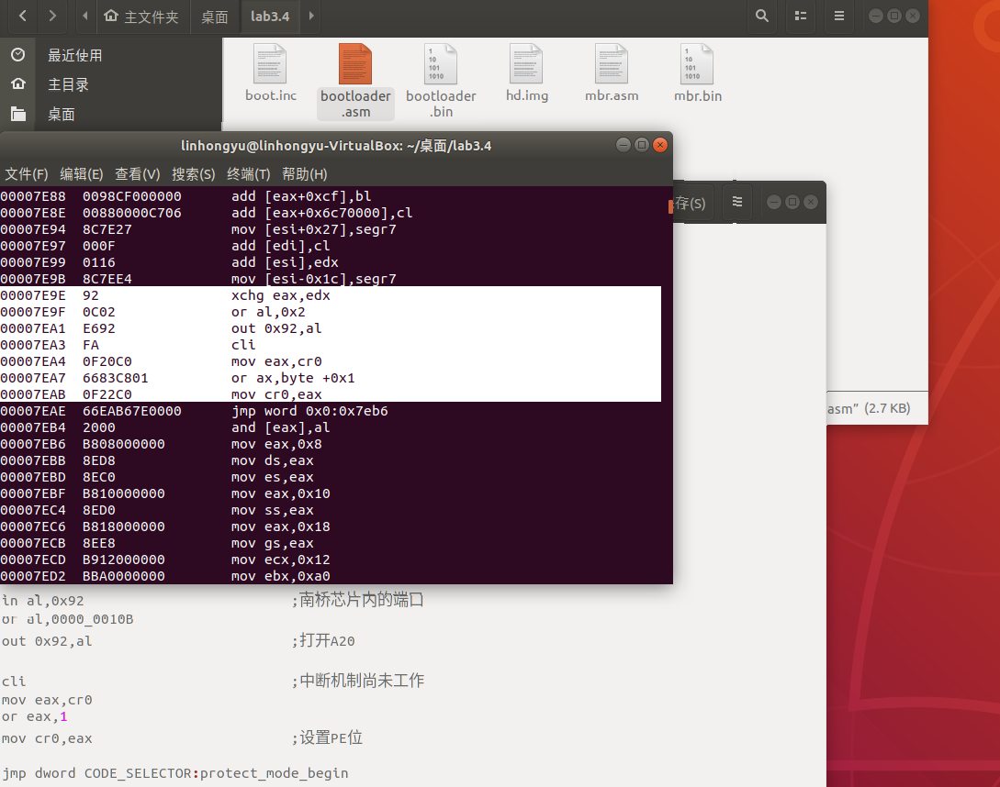 主文件夹 桌面 lab3.4
最近使用
主目录
桌面
boot.inc
bootloader.asm
bootloader.bin
hd.img
mbr.asm
mbr.bin
linhongyu@linhongyu-VirtualBox: ~/桌面/lab3.4
文件(F) 编辑(E) 查看(V) 搜索(S) 终端(T) 帮助(H)
存(S)
00007E88 0098CF000000 add [eax+0xcf],bl
00007E8E 00880000C706 add [eax+0x6c70000],cl
00007E94 8C7E27 mov [esi+0x27],segr7
00007E97 000F add [edi],cl
00007E99 0116 add [esi],edx
00007E9B 8C7EE4 mov [esi-0x1c],segr7
00007E9E 92 xchg eax,edx
00007E9F 0C02 or al,0x2
00007EA1 E692 out 0x92,al
00007EA3 FA cli
00007EA4 0F20C0 mov eax,cr0
00007EA7 6683C801 or ax,byte +0x1
00007EAB 0F22C0 mov cr0,eax
00007EAE 66EAB67E0000 jmp word 0x0:0x7eb6
00007EB4 2000 and [eax],al
00007EB6 B808000000 mov eax,0x8
00007EBB 8ED8 mov ds,eax
00007EBD 8EC0 mov es,eax
00007EBF B810000000 mov eax,0x10
00007EC4 8ED0 mov ss,eax
00007EC6 B818000000 mov eax,0x18
00007ECB 8EE8 mov gs,eax
00007ECD B912000000 mov ecx,0x12
00007ED2 BBA0000000 mov ebx,0xa0
asm” (2.7 KB)
in al,0x92 ;南桥芯片内的端口
or al,0000_0010B
out 0x92,al ;打开A20
cli ;中断机制尚未工作
mov eax,cr0
or eax,1
mov cr0,eax ;设置PE位
jmp dword CODE_SELECTOR:protect_mode_begin